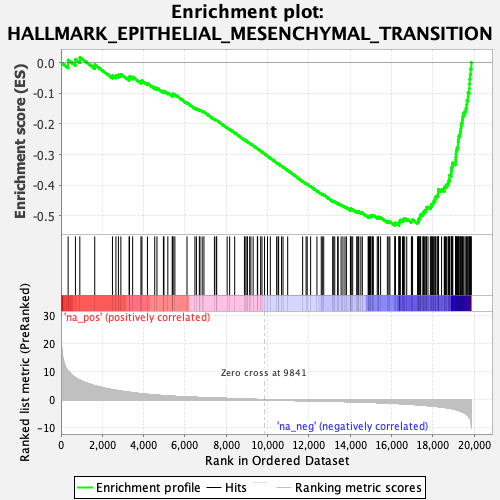 Enrichment plot:
HALLMARK_EPITHELIAL_MESENCHYMAL_TRANSITION
Enrichment score (ES)
0.0
-0.1
-0.2
-0.3
-0.4
-0.5
'na_pos' (positively correlated)
Ranked list metric (PreRanked)
30
20
10
0
-10
Zero cross at 9841
'na_neg' (negatively correlated)
0
2,000
4,000
6,000
8,000
10,000
12,000
14,000
16,000
18,000
20,000
Rank in Ordered Dataset
Enrichment profile
Hits
Ranking metric scores